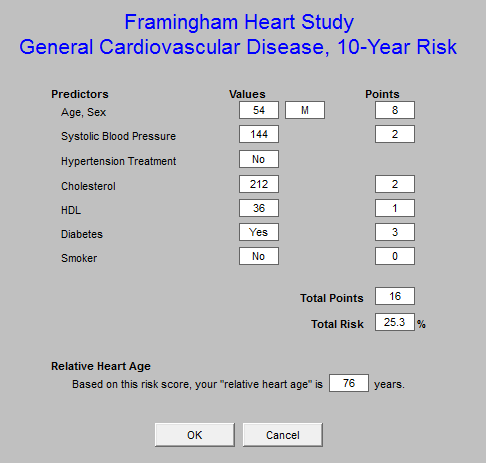 Framingham Heart Study
General Cardiovascular Disease, 10-Year Risk
Predictors Values Points
Age, Sex 54 M 8
Systolic Blood Pressure 144 2
Hypertension Treatment No
Cholesterol 212 2
HDL 36 1
Diabetes Yes 3
Smoker No 0
Total Points 16
Total Risk 25.3 %
Relative Heart Age
Based on this risk score, your "relative heart age" is 76 years.
OK Cancel